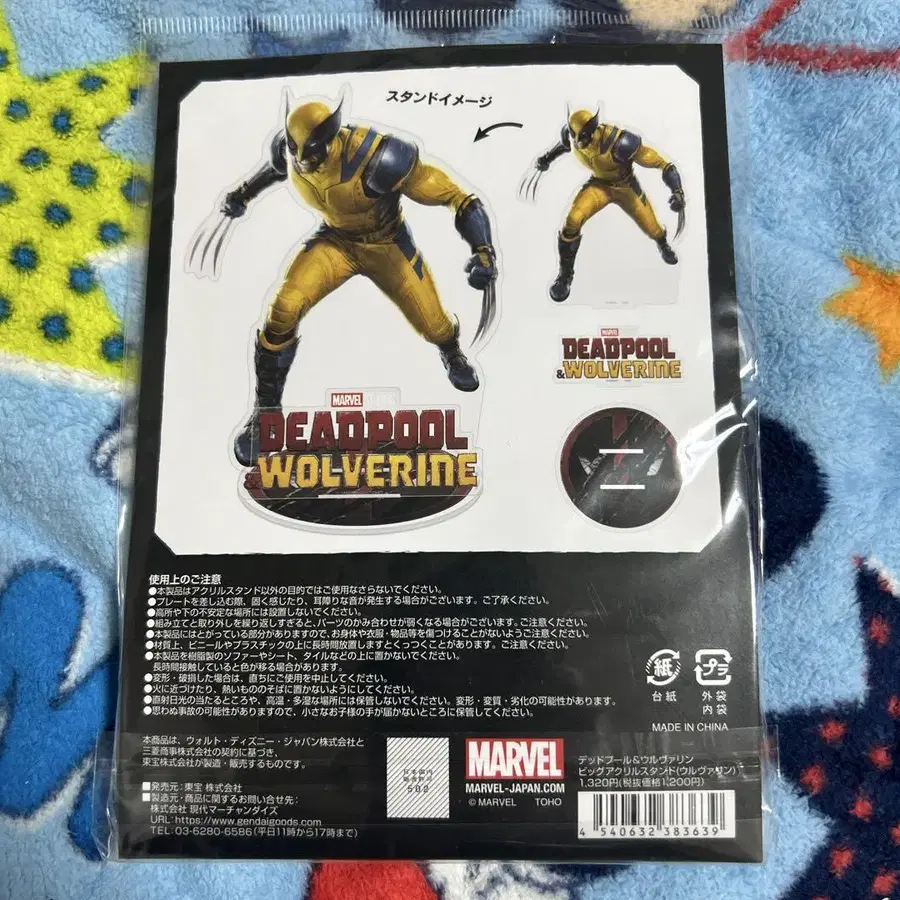 スタンドイメージ
MARVEL
DEADPOOL
& WOLVERINE
MARVEL
DEADPOOL
& WOLVERINE
使用上のご注意
●本製品はアクリルスタンド以外の目的ではご使用なさらないでください。
●プレートを差し込む際、固く感じたり、耳障りな音が発生する場合がございます。ご了承ください。
●高所や下の不安定な場所には設置しないでください。
●組み立てと取り外しを繰り返しすぎると、パーツのかみ合わせが弱くなる場合がございます。ご注意ください。
●本製品にはとがっている部分がありますので、お身体や衣服・物品等を傷つけることがないようご注意ください。
●材質上、ビニールやプラスチックの上に長時間放置しますとくっつくことがあります。ご注意ください。
●本製品を樹脂製のソファーやシート、タイルなどの上に置かないでください。
長時間接触していると色が移る場合があります。
●変形・破損した場合は、直ちにご使用を中止してください。
●火に近づけたり、熱いもののそばに置かないようにしてください。
●直射日光の当たるところや、高温・多湿な場所には保管しないでください。変形・変質・劣化の可能性があります。
●思わぬ事故の可能性がありますので、小さなお子様の手が届かないところに保管してください。
紙
台紙
プラ
外袋
内袋
MADE IN CHINA
本商品は、ウォルト・ディズニー・ジャパン株式会社と
三菱商事株式会社の契約に基づき、
東宝株式会社が製造・販売するものです。
■発売元：東宝 株式会社
■製造元・商品に関するお問い合せ先：
株式会社 現代マーチャンダイズ
URL: https://www.gendaigoods.com
TEL: 03-6280-6586（平日11時から17時まで）
日本国内
販売許可
502
MARVEL
MARVEL-JAPAN.COM
© MARVEL TOHO
デッドプール&ウルヴァリン
ビッグアクリルスタンド(ウルヴァリン)
1,320円(税抜価格1,200円)
4 540632 383639